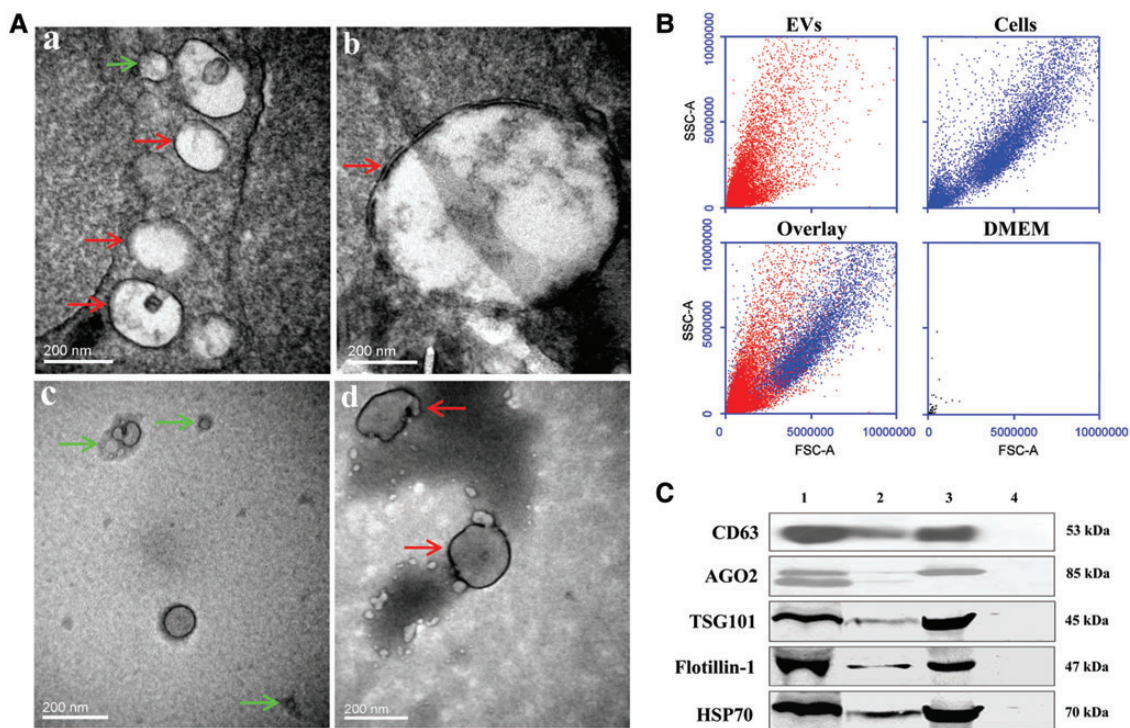 A
a
200 nm
b
200 nm
c
200 nm
d
200 nm
B
EVs
Cells
SSC-A
10000000
5000000
0
Overlay
DMEM
SSC-A
10000000
5000000
0
0 5000000 10000000
FSC-A
0 5000000 10000000
FSC-A
C
1 2 3 4
CD63 53 kDa
AGO2 85 kDa
TSG101 45 kDa
Flotillin-1 47 kDa
HSP70 70 kDa